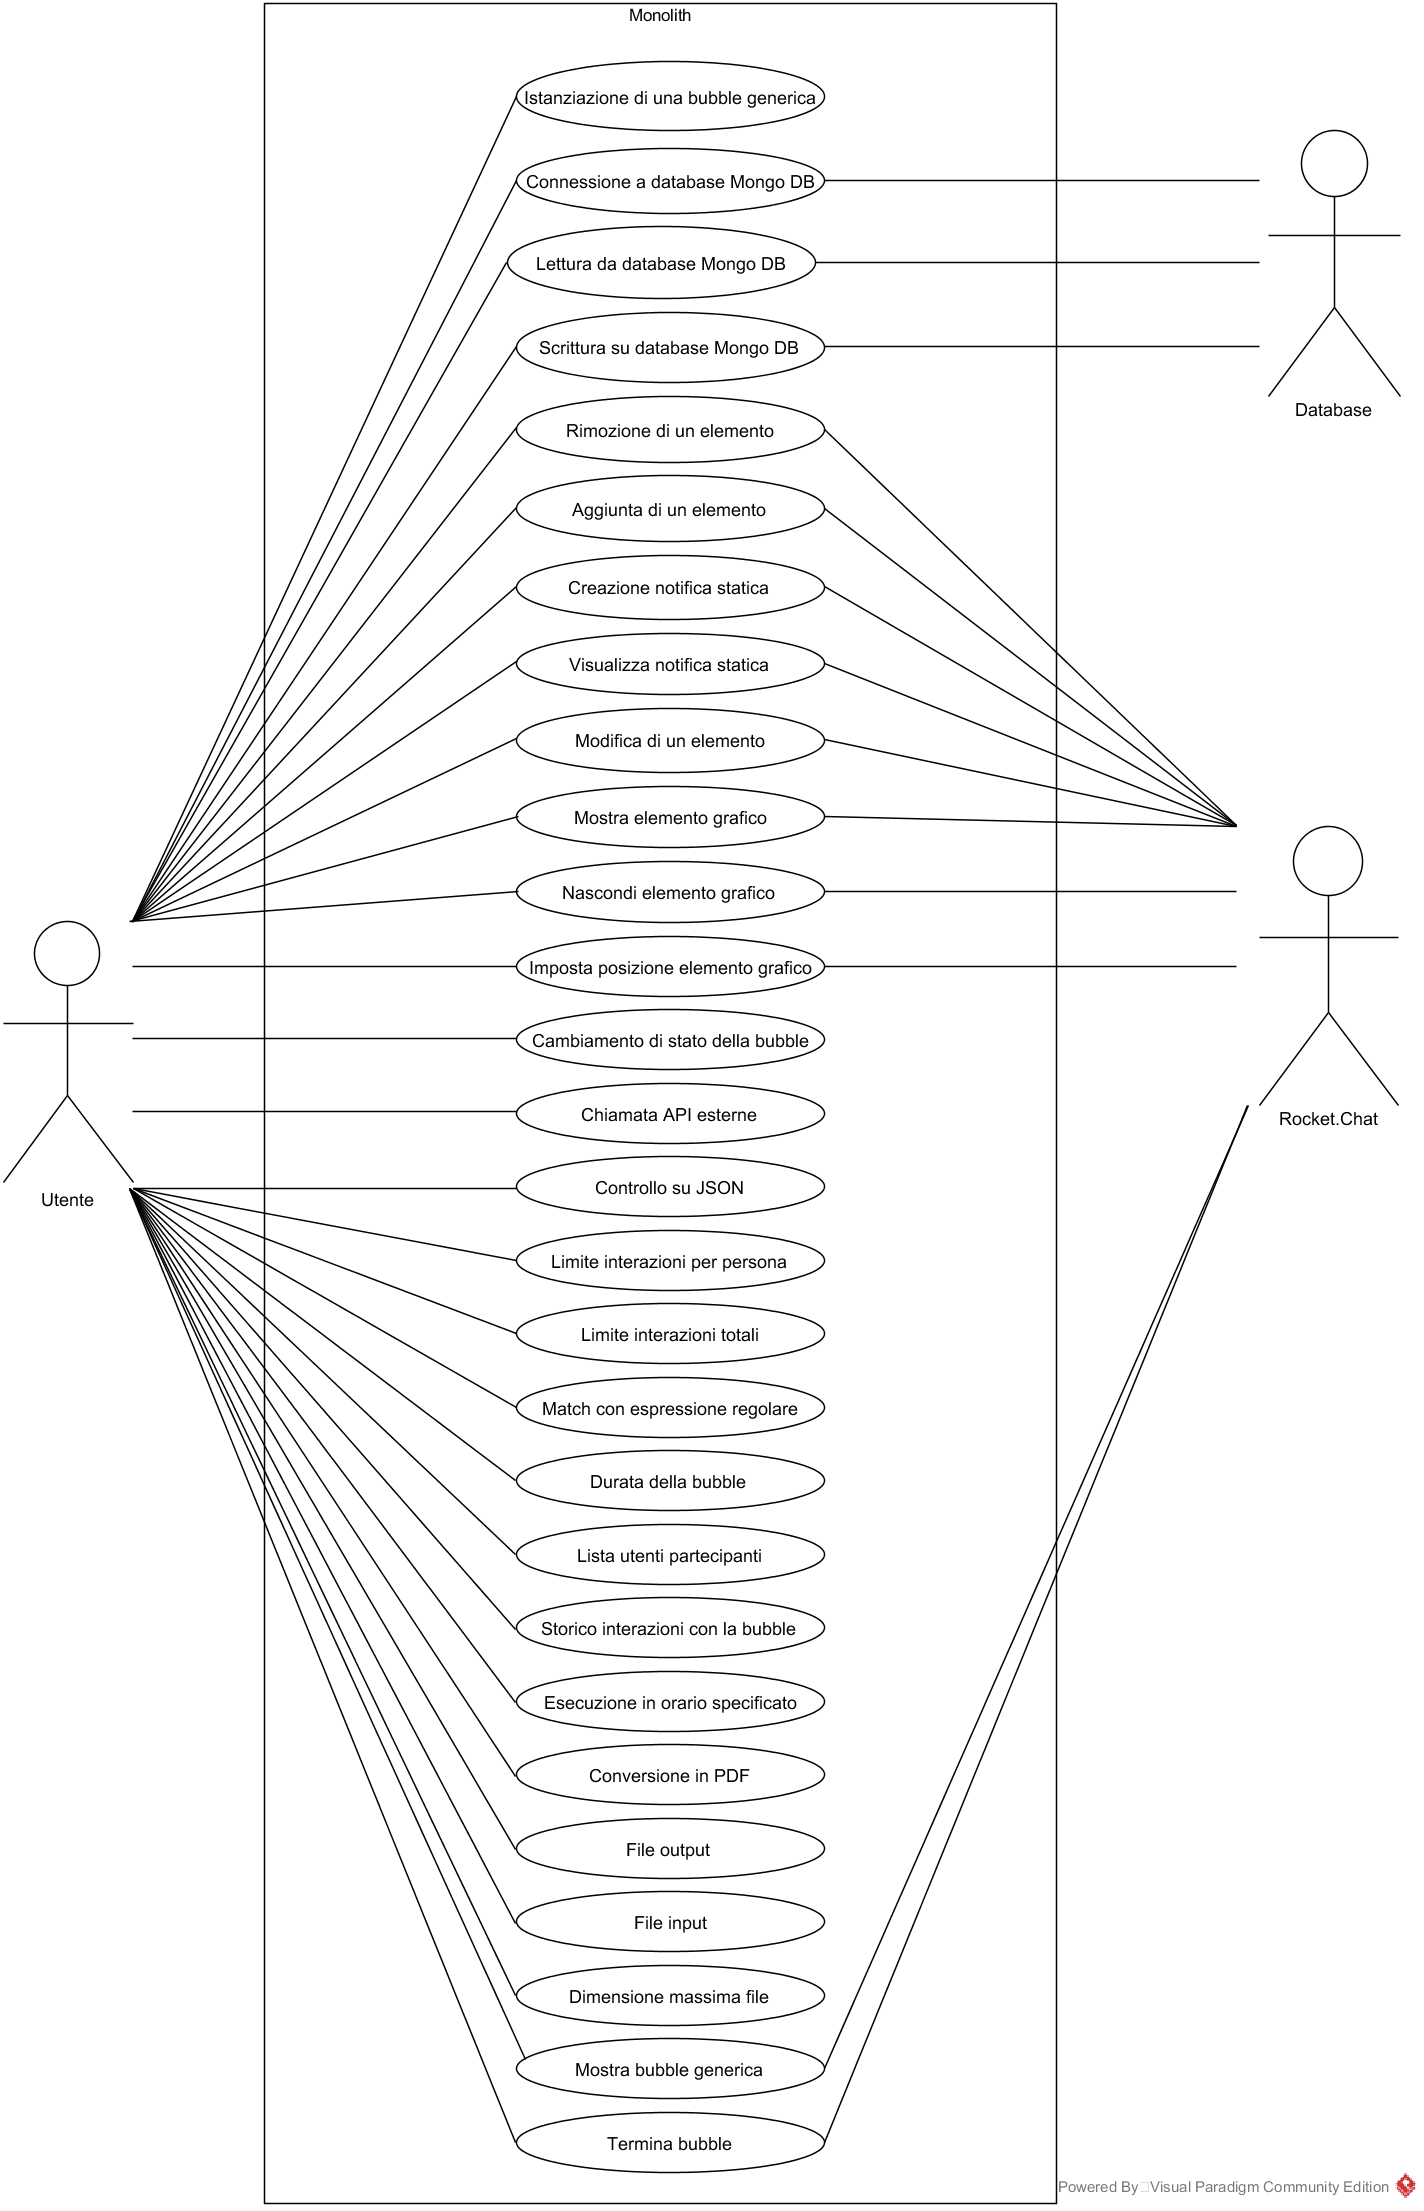 Monolith
Istanziazione di una bubble generica
Connessione a database Mongo DB
Lettura da database Mongo DB
Scrittura su database Mongo DB
Database
Rimozione di un elemento
Aggiunta di un elemento
Creazione notifica statica
Visualizza notifica statica
Modifica di un elemento
Mostra elemento grafico
Nascondi elemento grafico
Imposta posizione elemento grafico
Cambiamento di stato della bubble
Chiamata API esterne
Rocket.Chat
Controllo su JSON
Utente
Limite interazioni per persona
Limite interazioni totali
Match con espressione regolare
Durata della bubble
Lista utenti partecipanti
Storico interazioni con la bubble
Esecuzione in orario specificato
Conversione in PDF
File output
File input
Dimensione massima file
Mostra bubble generica
Termina bubble
Powered By Visual Paradigm Community Edition